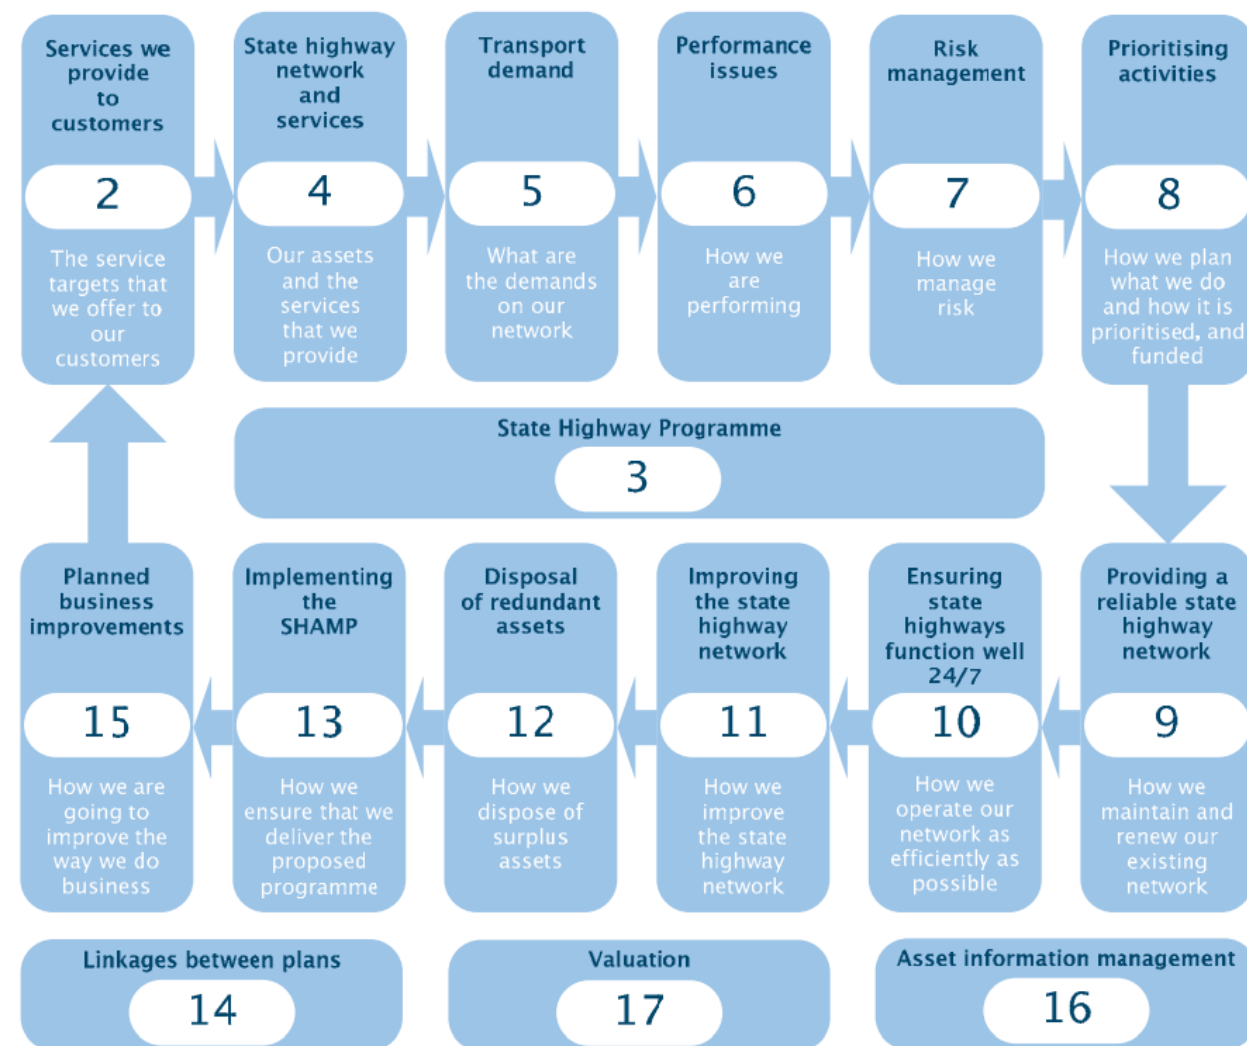 Services we
provide
to
customers
2
The service
targets that
we offer to
our
customers
State highway
network
and
services
4
Our assets
and the
services
that we
provide
Transport
demand
5
What are
the demands
on our
network
Performance
issues
6
How we
are
performing
Risk
management
7
How we
manage
risk
Prioritising
activities
8
How we plan
what we do
and how it is
prioritised, and
funded
State Highway Programme
3
Planned
business
improvements
15
How we are
going to
improve the
way we do
business
Implementing
the
SHAMP
13
How we
ensure that we
deliver the
proposed
programme
Disposal
of redundant
assets
12
How we
dispose of
surplus
assets
Improving
the state
highway
network
11
How we
improve
the state
highway
network
Ensuring
state
highways
function well
24/7
10
How we
operate our
network as
efficiently as
possible
Providing a
reliable state
highway
network
9
How we
maintain and
renew our
existing
network
Linkages between plans
14
Valuation
17
Asset information management
16